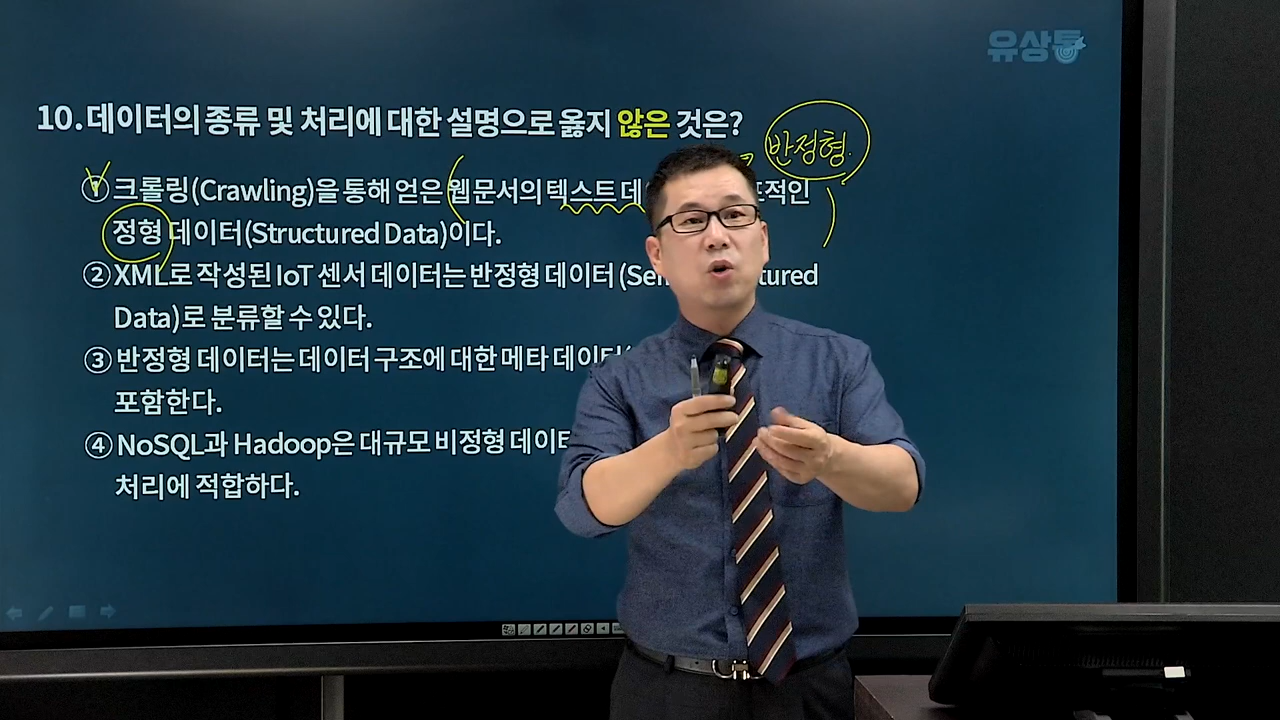 유상통
10. 데이터의 종류 및 처리에 대한 설명으로 옳지 않은 것은?
반정형.
① 크롤링(Crawling)을 통해 얻은 웹문서의 텍스트 데
정형 데이터(Structured Data)이다.
② XML로 작성된 IoT 센서 데이터는 반정형 데이터 (Sem
Data)로 분류할 수 있다.
③ 반정형 데이터는 데이터 구조에 대한 메타 데이터
포함한다.
④ NoSQL과 Hadoop은 대규모 비정형 데이터
처리에 적합하다.